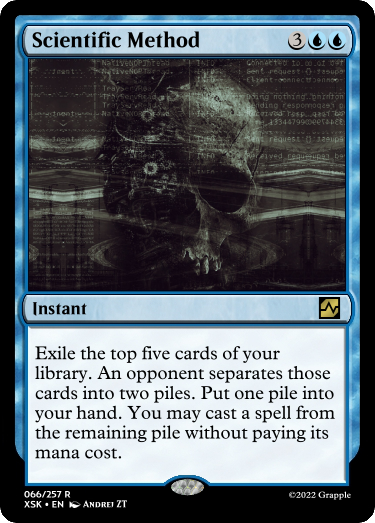 Scientific Method 3
Instant
Exile the top five cards of your
library. An opponent separates those
cards into two piles. Put one pile into
your hand. You may cast a spell from
the remaining pile without paying its
mana cost.
066/257 R
XSK • EN ANDREJ ZT
©2022 Grapple